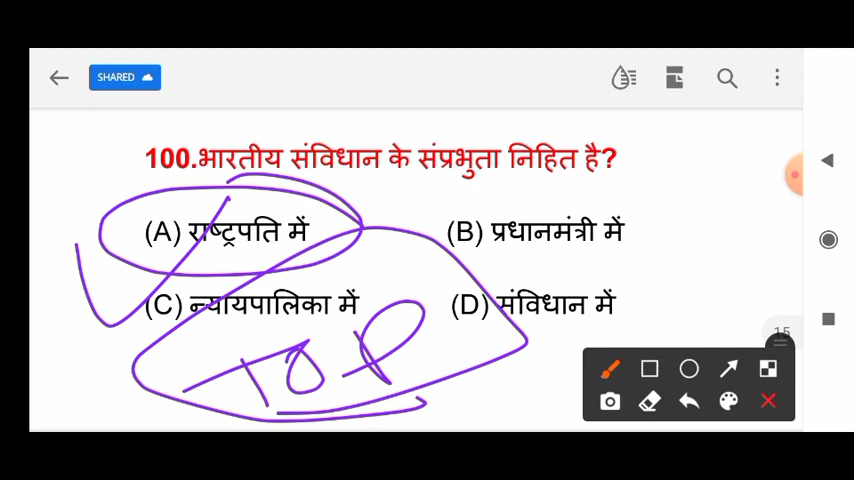 SHARED
100.भारतीय संविधान के संप्रभुता निहित है?
(A) राष्ट्रपति में (B) प्रधानमंत्री में
(C) न्यायपालिका में (D) संविधान में
TOP
15